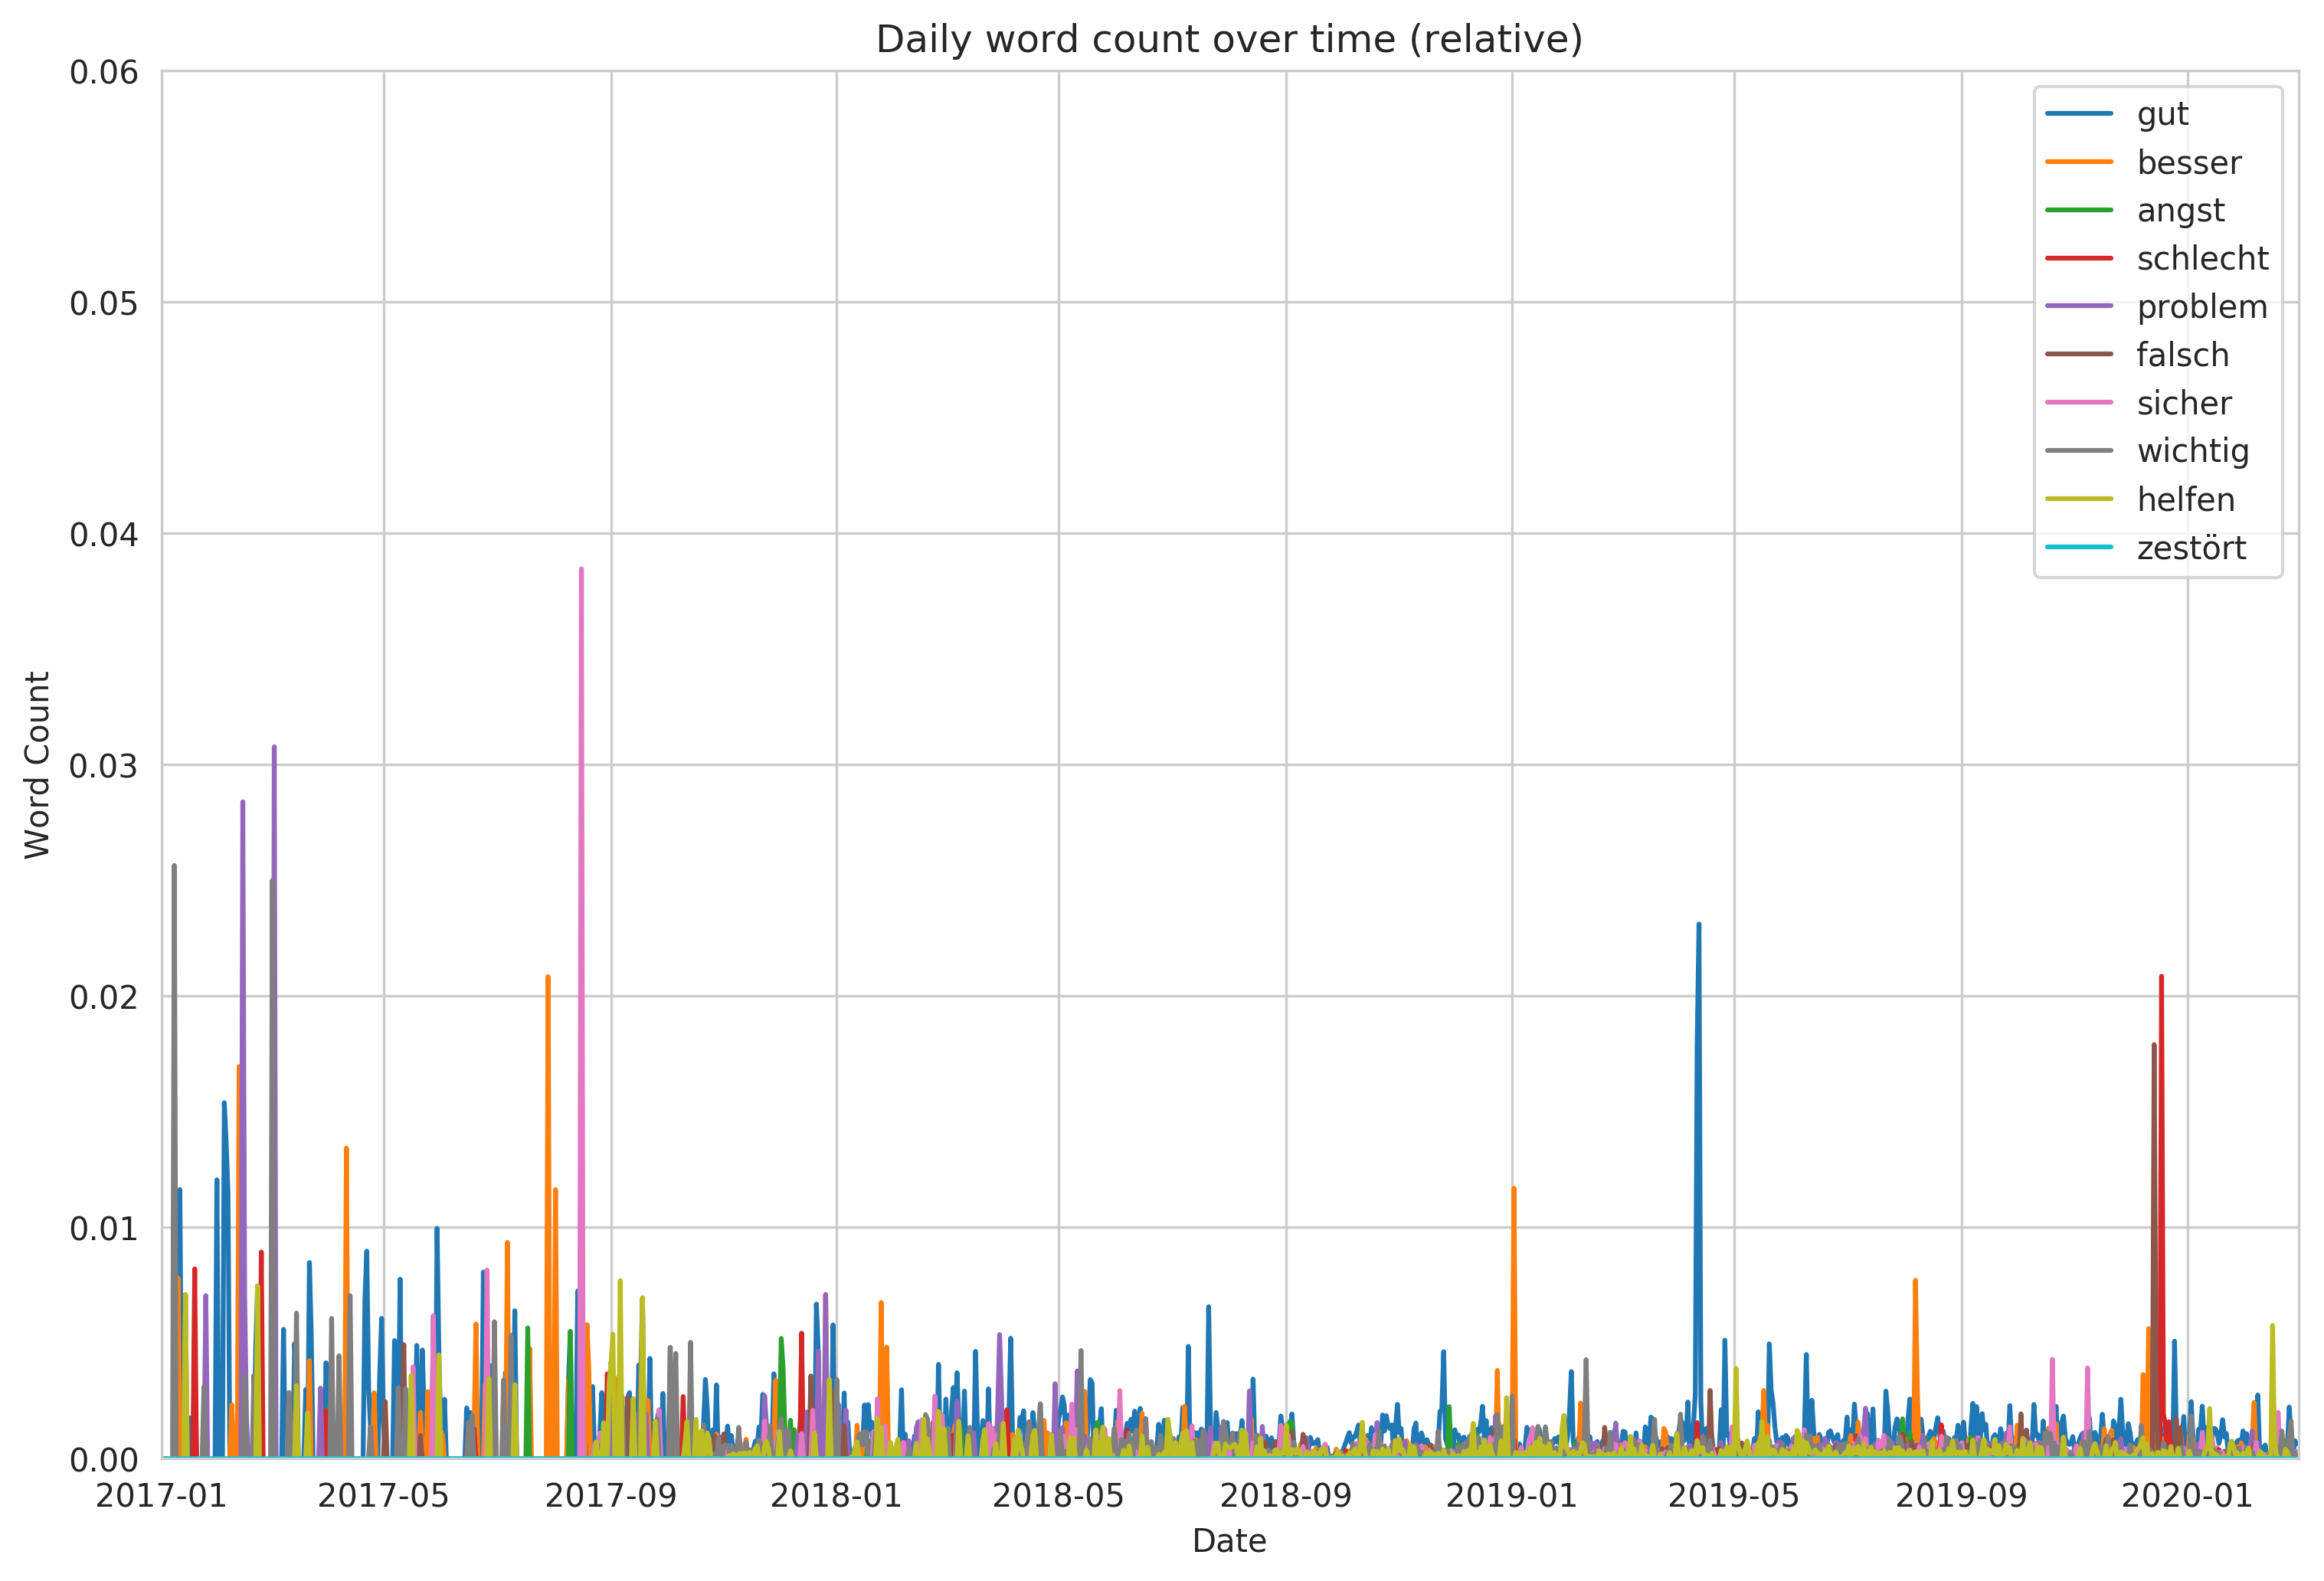 Daily word count over time (relative)
0.06
0.05
0.04
0.03
0.02
0.01
0.00
Word Count
gut
besser
angst
schlecht
problem
falsch
sicher
wichtig
helfen
zestört
2017-01 2017-05 2017-09 2018-01 2018-05 2018-09 2019-01 2019-05 2019-09 2020-01
Date